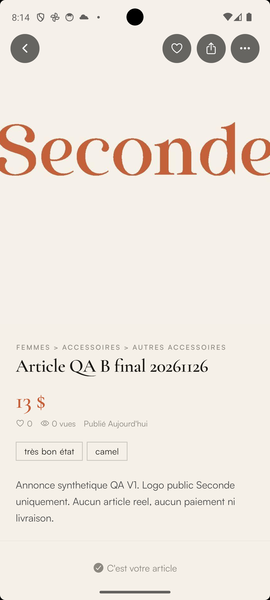 8:14
Seconde
FEMMES > ACCESSOIRES > AUTRES ACCESSOIRES
Article QA B final 20261126
13 $
0 0 vues Publié Aujourd'hui
très bon état camel
Annonce synthetique QA V1. Logo public Seconde
uniquement. Aucun article reel, aucun paiement ni
livraison.
C'est votre article